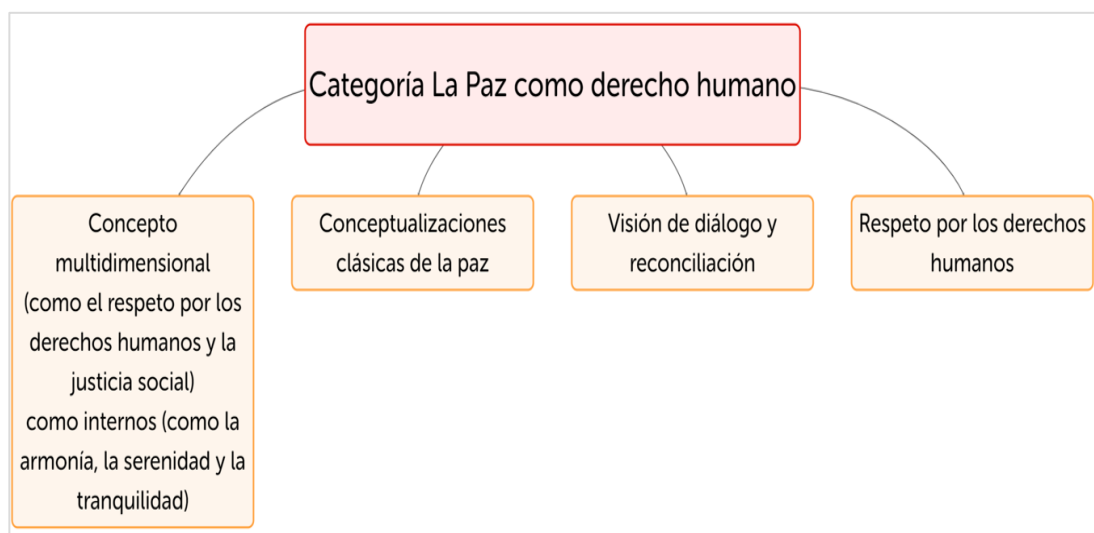 Categoría La Paz como derecho humano
Concepto
multidimensional
(como el respeto por los
derechos humanos y la
justicia social)
como internos (como la
armonía, la serenidad y la
tranquilidad)
Conceptualizaciones
clásicas de la paz
Visión de diálogo y
reconciliación
Respeto por los derechos
humanos